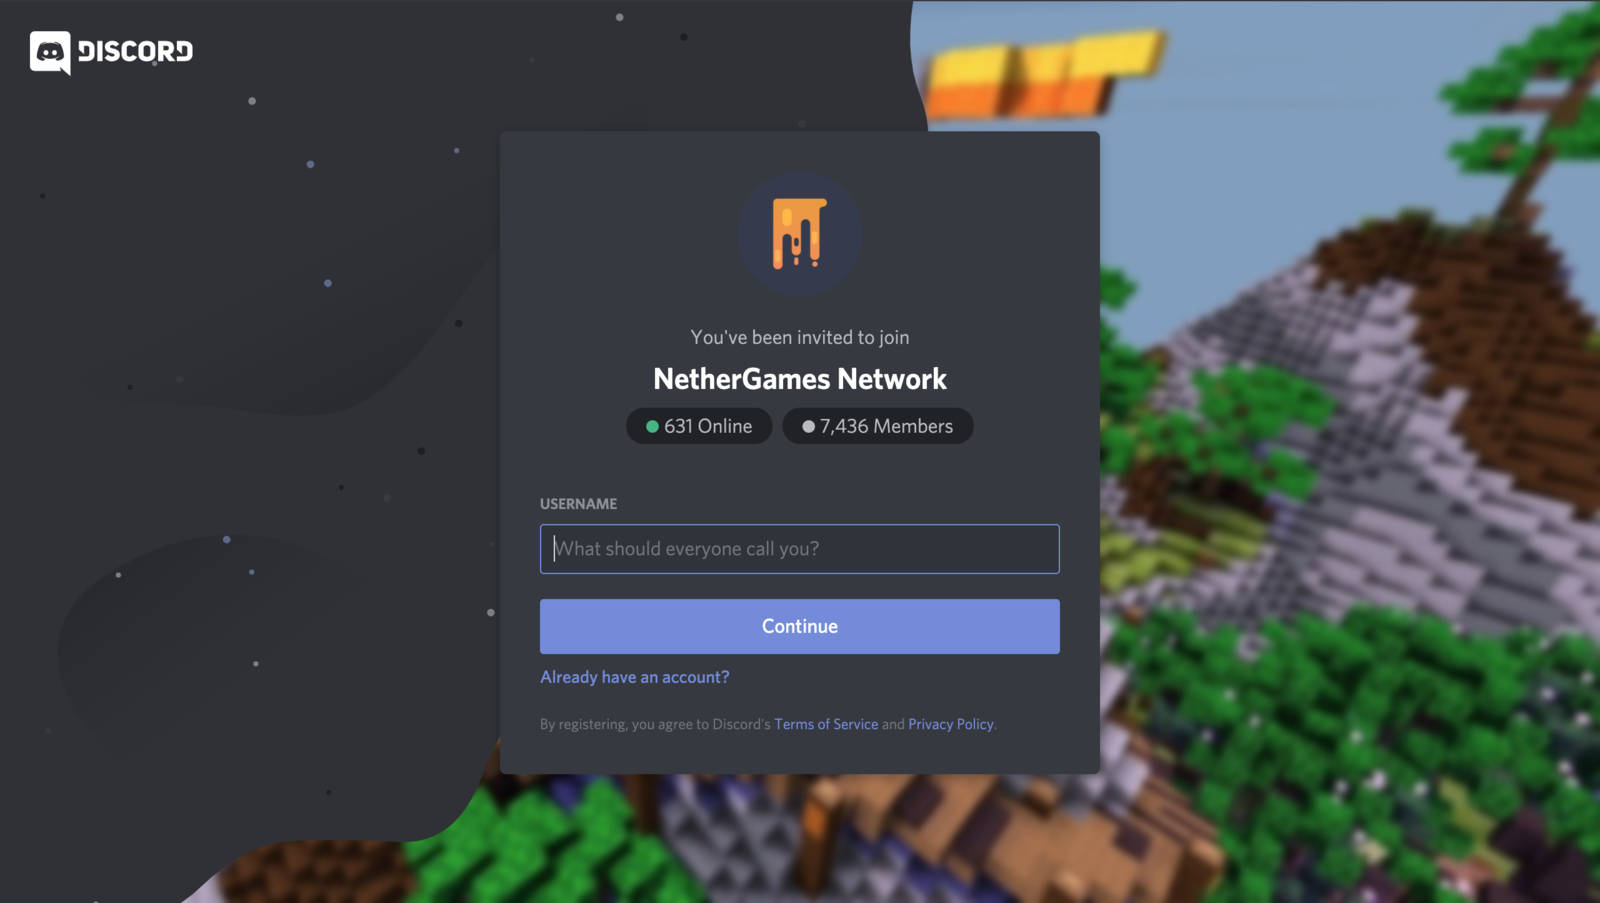 DISCORD
You've been invited to join
NetherGames Network
631 Online 7,436 Members
USERNAME
What should everyone call you?
Continue
Already have an account?
By registering, you agree to Discord's Terms of Service and Privacy Policy.